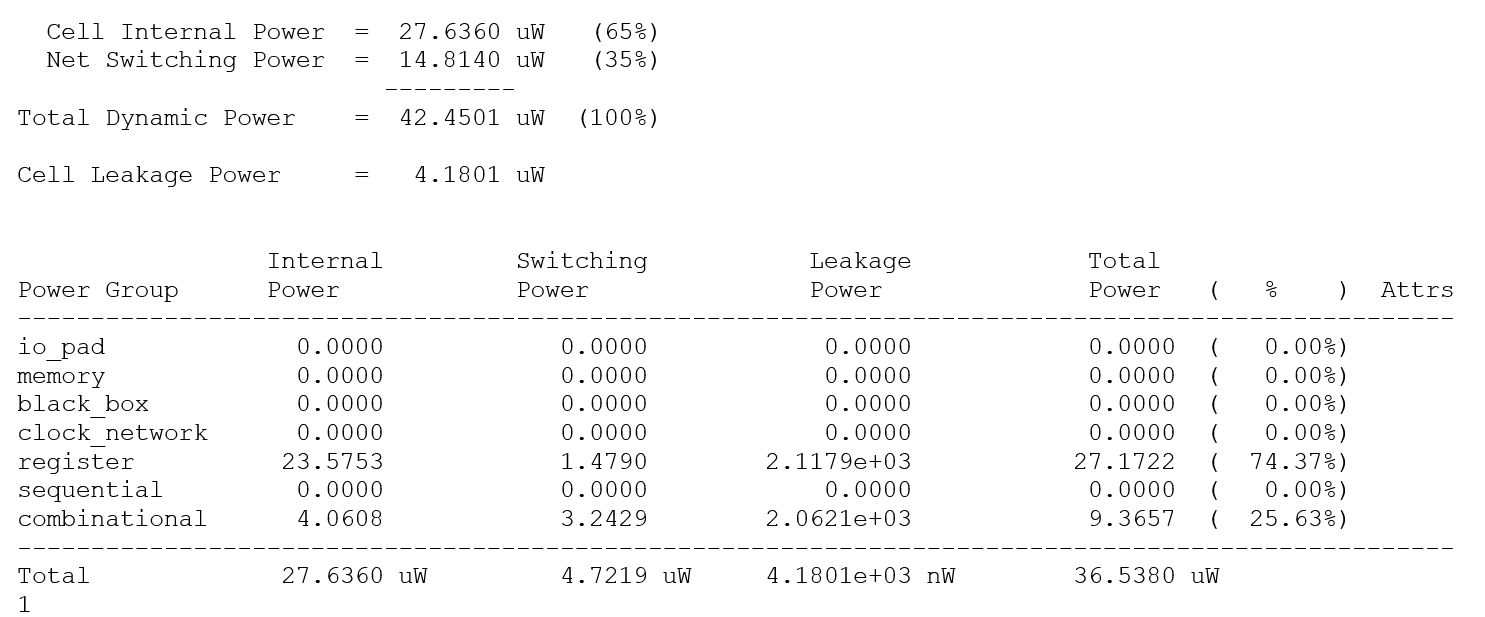 Cell Internal Power  =  27.6360 uW   (65%)
Net Switching Power  =  14.8140 uW   (35%)
---------
Total Dynamic Power    =  42.4501 uW  (100%)
Cell Leakage Power     =   4.1801 uW
Internal         Switching           Leakage            Total
Power Group      Power            Power               Power              Power   (   %    )  Attrs
--------------------------------------------------------------------------------------------------
io_pad             0.0000            0.0000            0.0000            0.0000  (   0.00%)
memory             0.0000            0.0000            0.0000            0.0000  (   0.00%)
black_box          0.0000            0.0000            0.0000            0.0000  (   0.00%)
clock_network      0.0000            0.0000            0.0000            0.0000  (   0.00%)
register          23.5753            1.4790        2.1179e+03           27.1722  (  74.37%)
sequential         0.0000            0.0000            0.0000            0.0000  (   0.00%)
combinational      4.0608            3.2429        2.0621e+03            9.3657  (  25.63%)
--------------------------------------------------------------------------------------------------
Total             27.6360 uW         4.7219 uW     4.1801e+03 nW        36.5380 uW
1